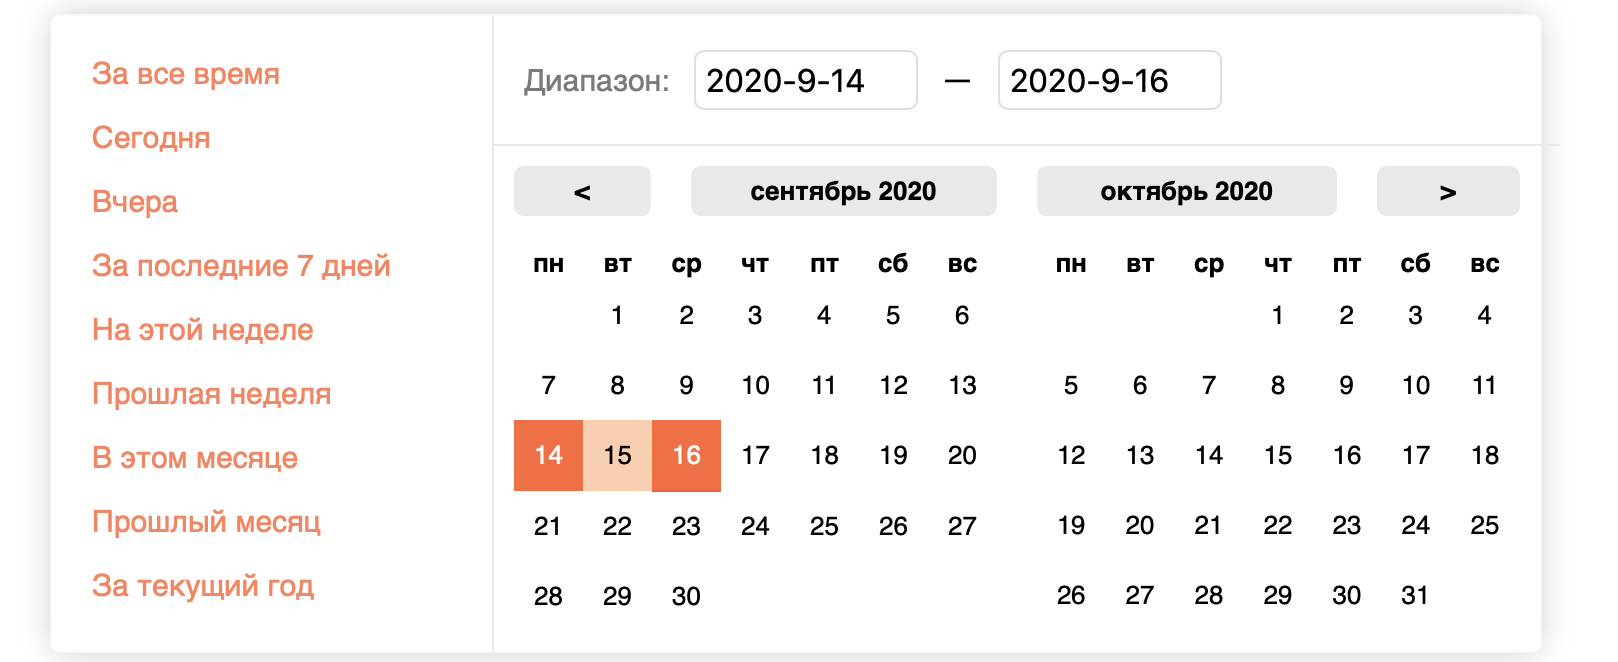 За все время
Сегодня
Вчера
За последние 7 дней
На этой неделе
Прошлая неделя
В этом месяце
Прошлый месяц
За текущий год
Диапазон: 2020-9-14 — 2020-9-16
< сентябрь 2020 октябрь 2020 >
пн вт ср чт пт сб вс
1 2 3 4 5 6
7 8 9 10 11 12 13
14 15 16 17 18 19 20
21 22 23 24 25 26 27
28 29 30
пн вт ср чт пт сб вс
1 2 3 4
5 6 7 8 9 10 11
12 13 14 15 16 17 18
19 20 21 22 23 24 25
26 27 28 29 30 31